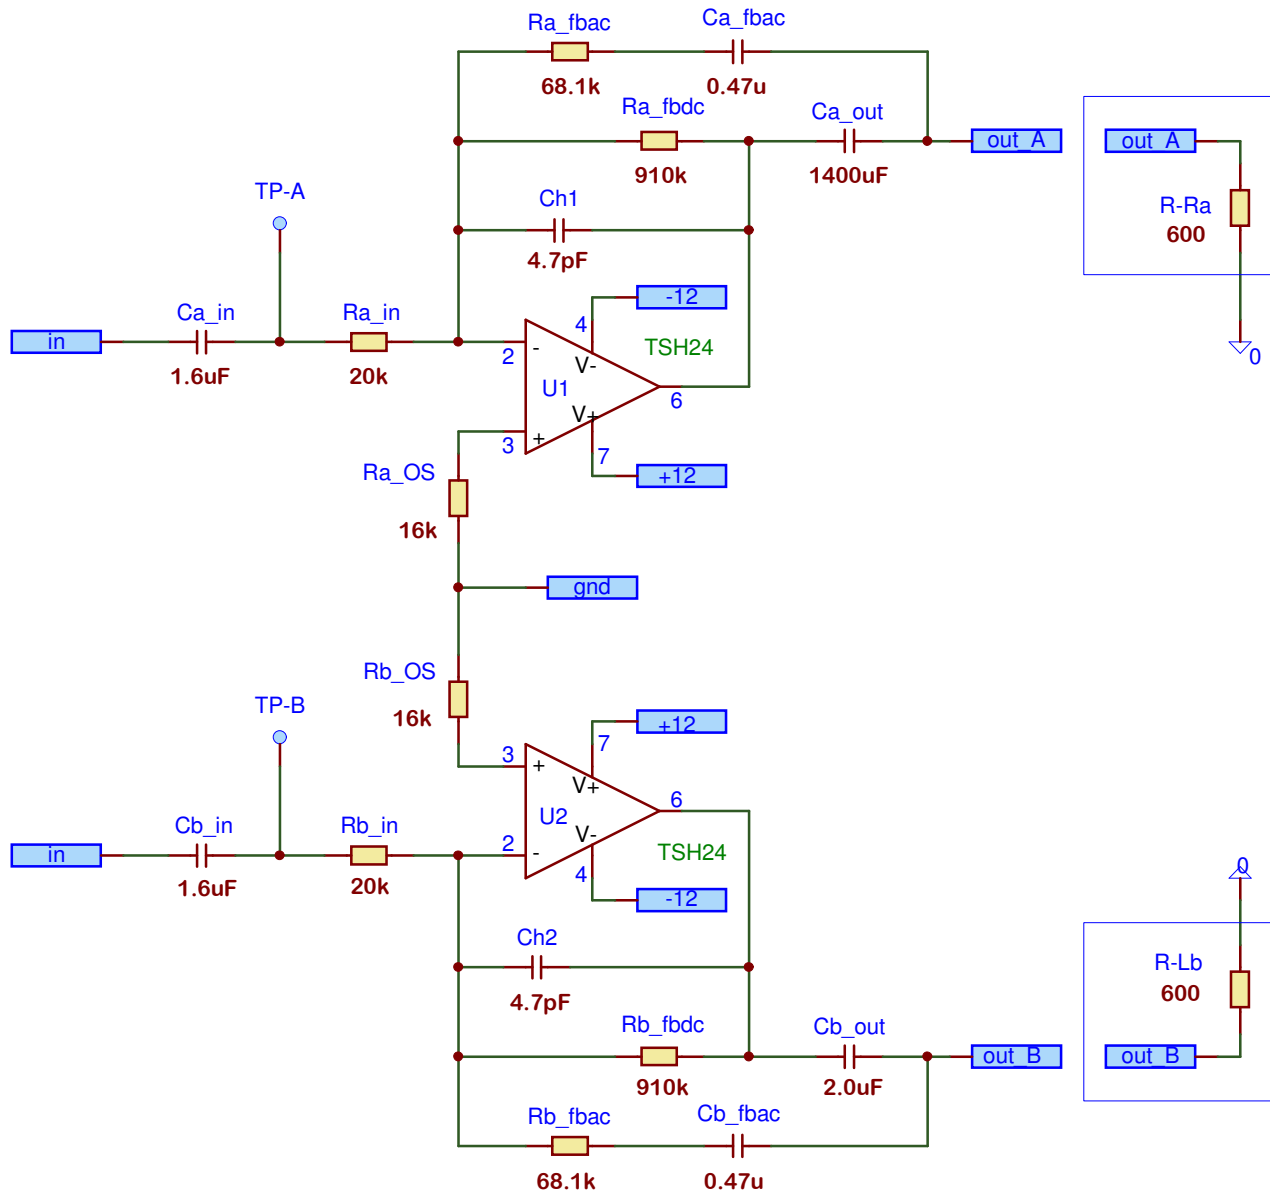 Ra_fbac
Ca_fbac
68.1k
0.47u
Ra_fbdc
Ca_out
out_A
out_A
910k
1400uF
TP-A
Ch1
R-Ra
600
4.7pF
Ca_in
Ra_in
-12
in
4
TSH24
0
2
-
V-
1.6uF
20k
U1
6
V+
3
+
7
+12
Ra_OS
16k
gnd
Rb_OS
16k
TP-B
+12
7
3
+
V+
6
Cb_in
Rb_in
U2
V-
in
2
-
TSH24
4
0
1.6uF
20k
-12
Ch2
R-Lb
600
4.7pF
Rb_fbdc
Cb_out
out_B
out_B
910k
2.0uF
Rb_fbac
Cb_fbac
68.1k
0.47u